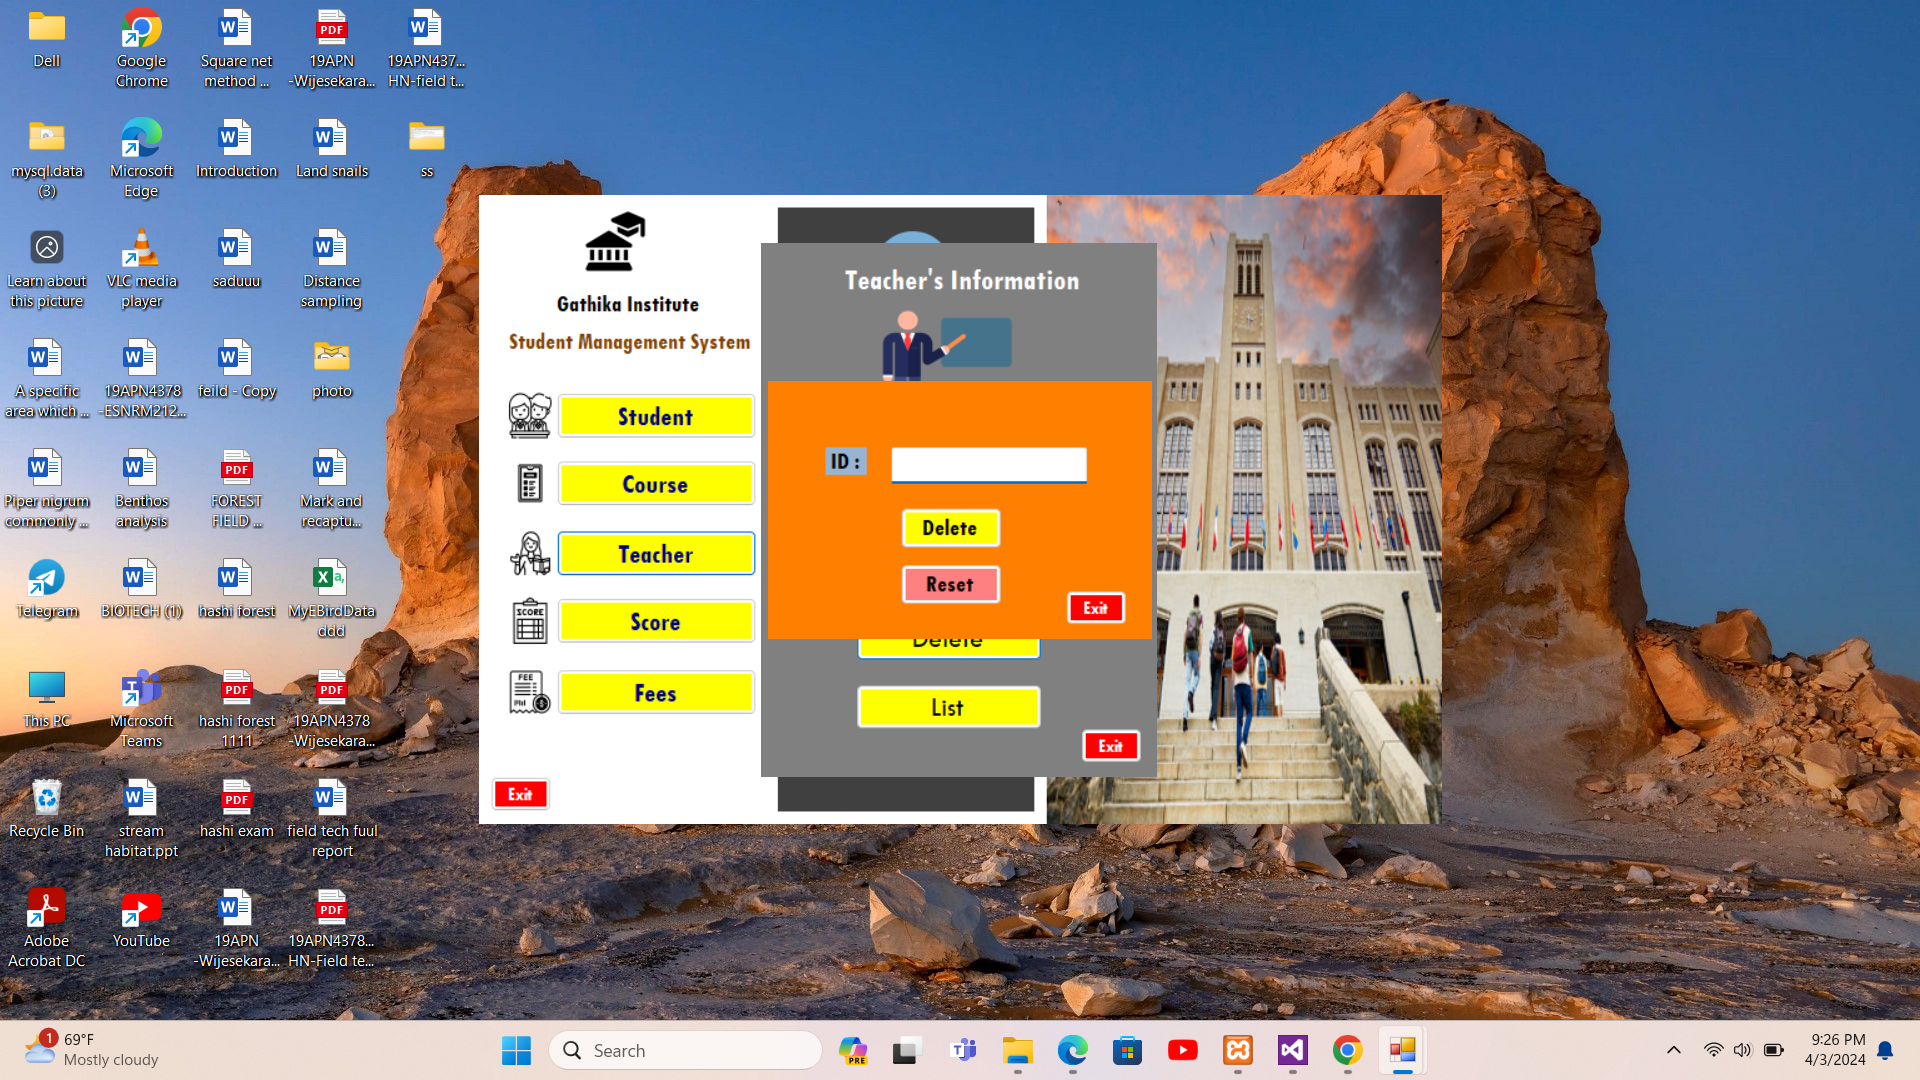 Dell
Google
Chrome
Square net
method ...
19APN
-Wijesekara...
19APN437...
HN-field t...
mysql.data
(3)
Microsoft
Edge
Introduction
Land snails
ss
Learn about
this picture
VLC media
player
saduuu
Distance
sampling
A specific
area which ...
19APN4378
-ESNRM212...
feild - Copy
photo
Piper nigrum
commonly ...
Benthos
analysis
FOREST
FIELD ...
Mark and
recaptu...
Telegram
BIOTECH (1)
hashi forest
MyEBirdData
ddd
This PC
Microsoft
Teams
hashi forest
1111
19APN4378
-Wijesekara...
Recycle Bin
stream
habitat.ppt
hashi exam
field tech fuul
report
Adobe
Acrobat DC
YouTube
19APN
-Wijesekara...
19APN4378...
HN-Field te...
Gathika Institute
Student Management System
Student
Course
Teacher
SCORE
Score
FEE
Fees
Exit
Teacher's Information
ID :
Delete
Reset
Exit
Delete
List
Exit
1
69°F
Mostly cloudy
Search
PRE
9:26 PM
4/3/2024